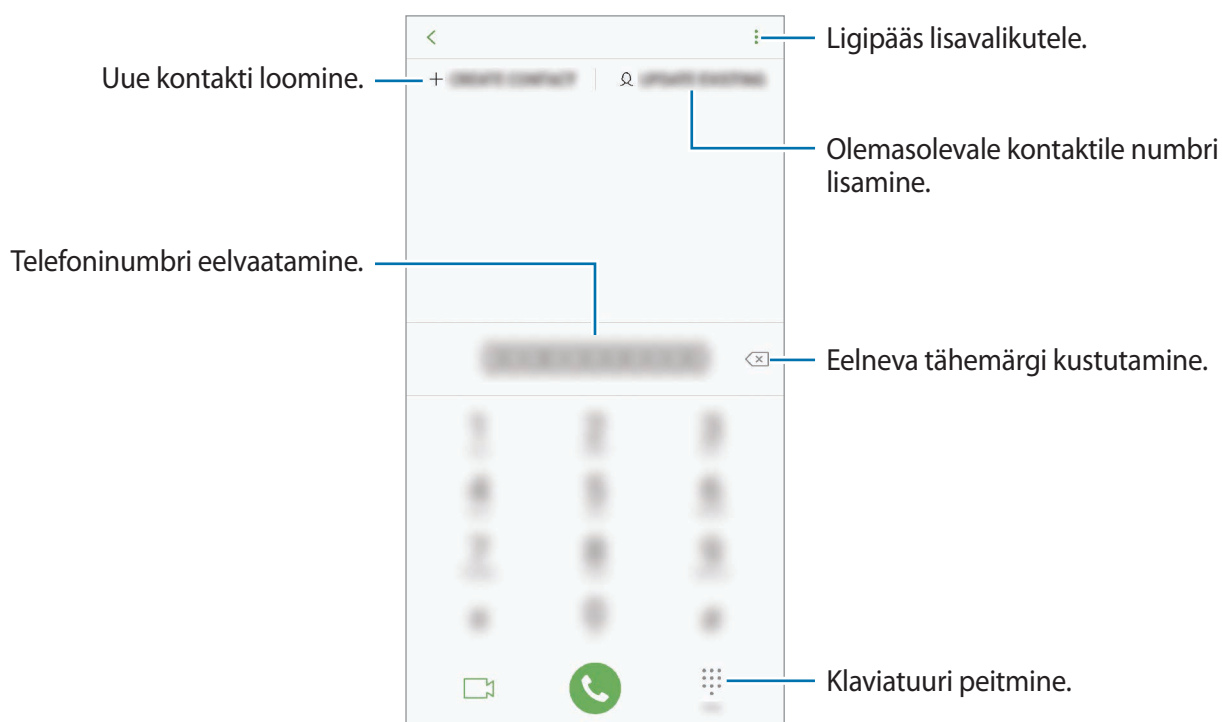 Ligipääs lisavalikutele.
Uue kontakti loomine.
Olemasolevale kontaktile numbri
lisamine.
Telefoninumbri eelvaatamine.
Eelneva tähemärgi kustutamine.
Klaviatuuri peitmine.